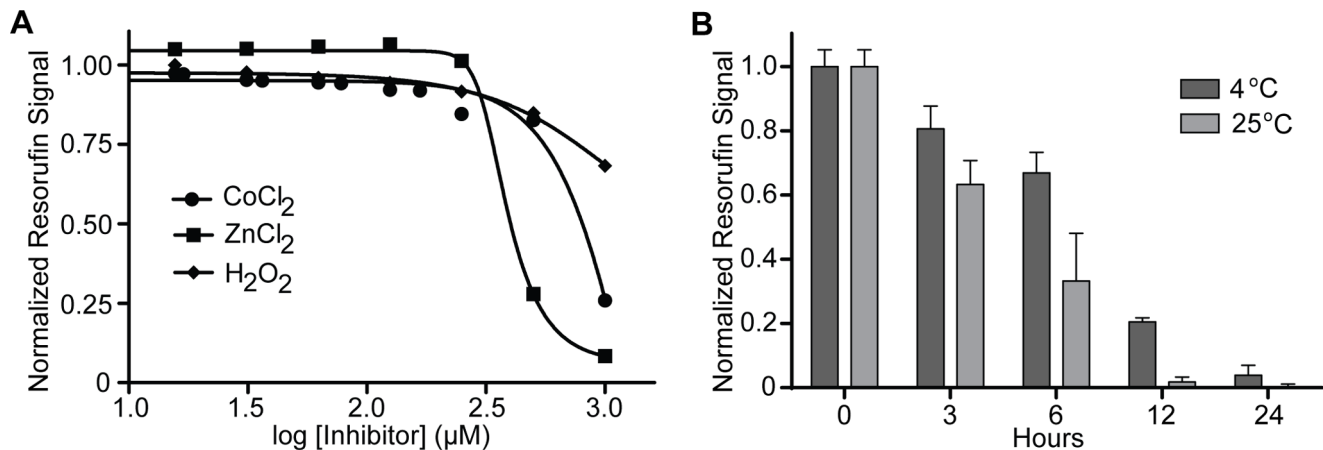 A
Normalized Resorufin Signal
1.00
0.75
0.50
0.25
0
CoCl2
ZnCl2
H2O2
1.0 1.5 2.0 2.5 3.0
log [Inhibitor] (µM)
B
Normalized Resorufin Signal
1.0
0.8
0.6
0.4
0.2
0
4°C
25°C
0 3 6 12 24
Hours